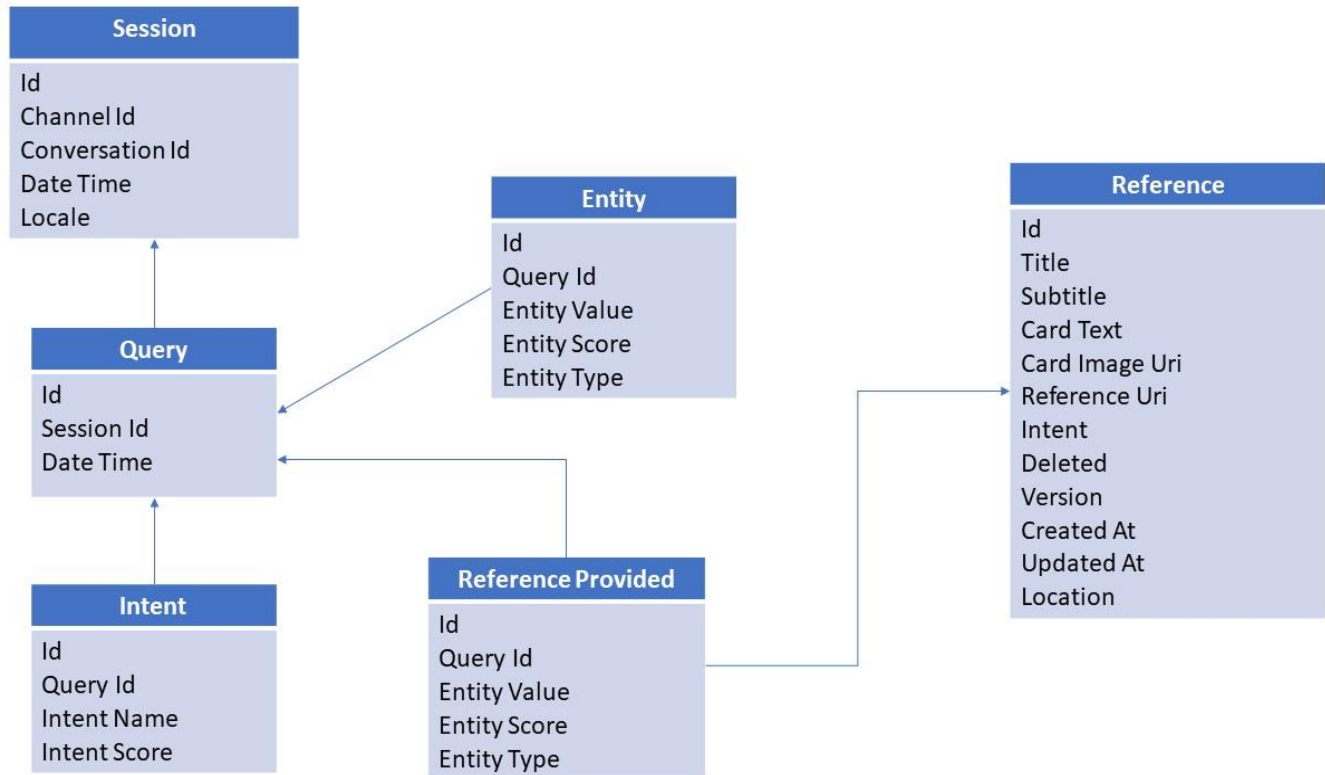 Session
Id
Channel Id
Conversation Id
Date Time
Locale
Query
Id
Session Id
Date Time
Intent
Id
Query Id
Intent Name
Intent Score
Entity
Id
Query Id
Entity Value
Entity Score
Entity Type
Reference Provided
Id
Query Id
Entity Value
Entity Score
Entity Type
Reference
Id
Title
Subtitle
Card Text
Card Image Uri
Reference Uri
Intent
Deleted
Version
Created At
Updated At
Location